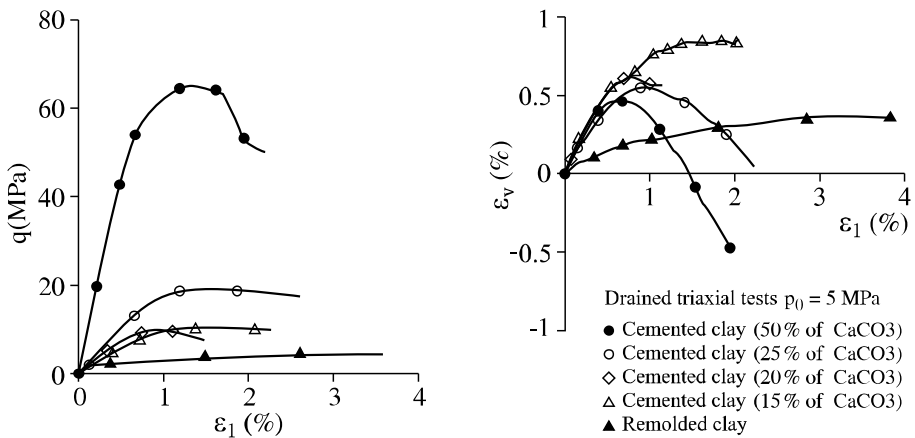 80
60
40
20
0
q(MPa)
0 1 2 3 4
ε1 (%)
1
0.5
0
-0.5
-1
εv (%)
1 2 3 4
ε1 (%)
Drained triaxial tests p0 = 5 MPa
Cemented clay (50% of CaCO3)
Cemented clay (25% of CaCO3)
Cemented clay (20% of CaCO3)
Cemented clay (15% of CaCO3)
Remolded clay